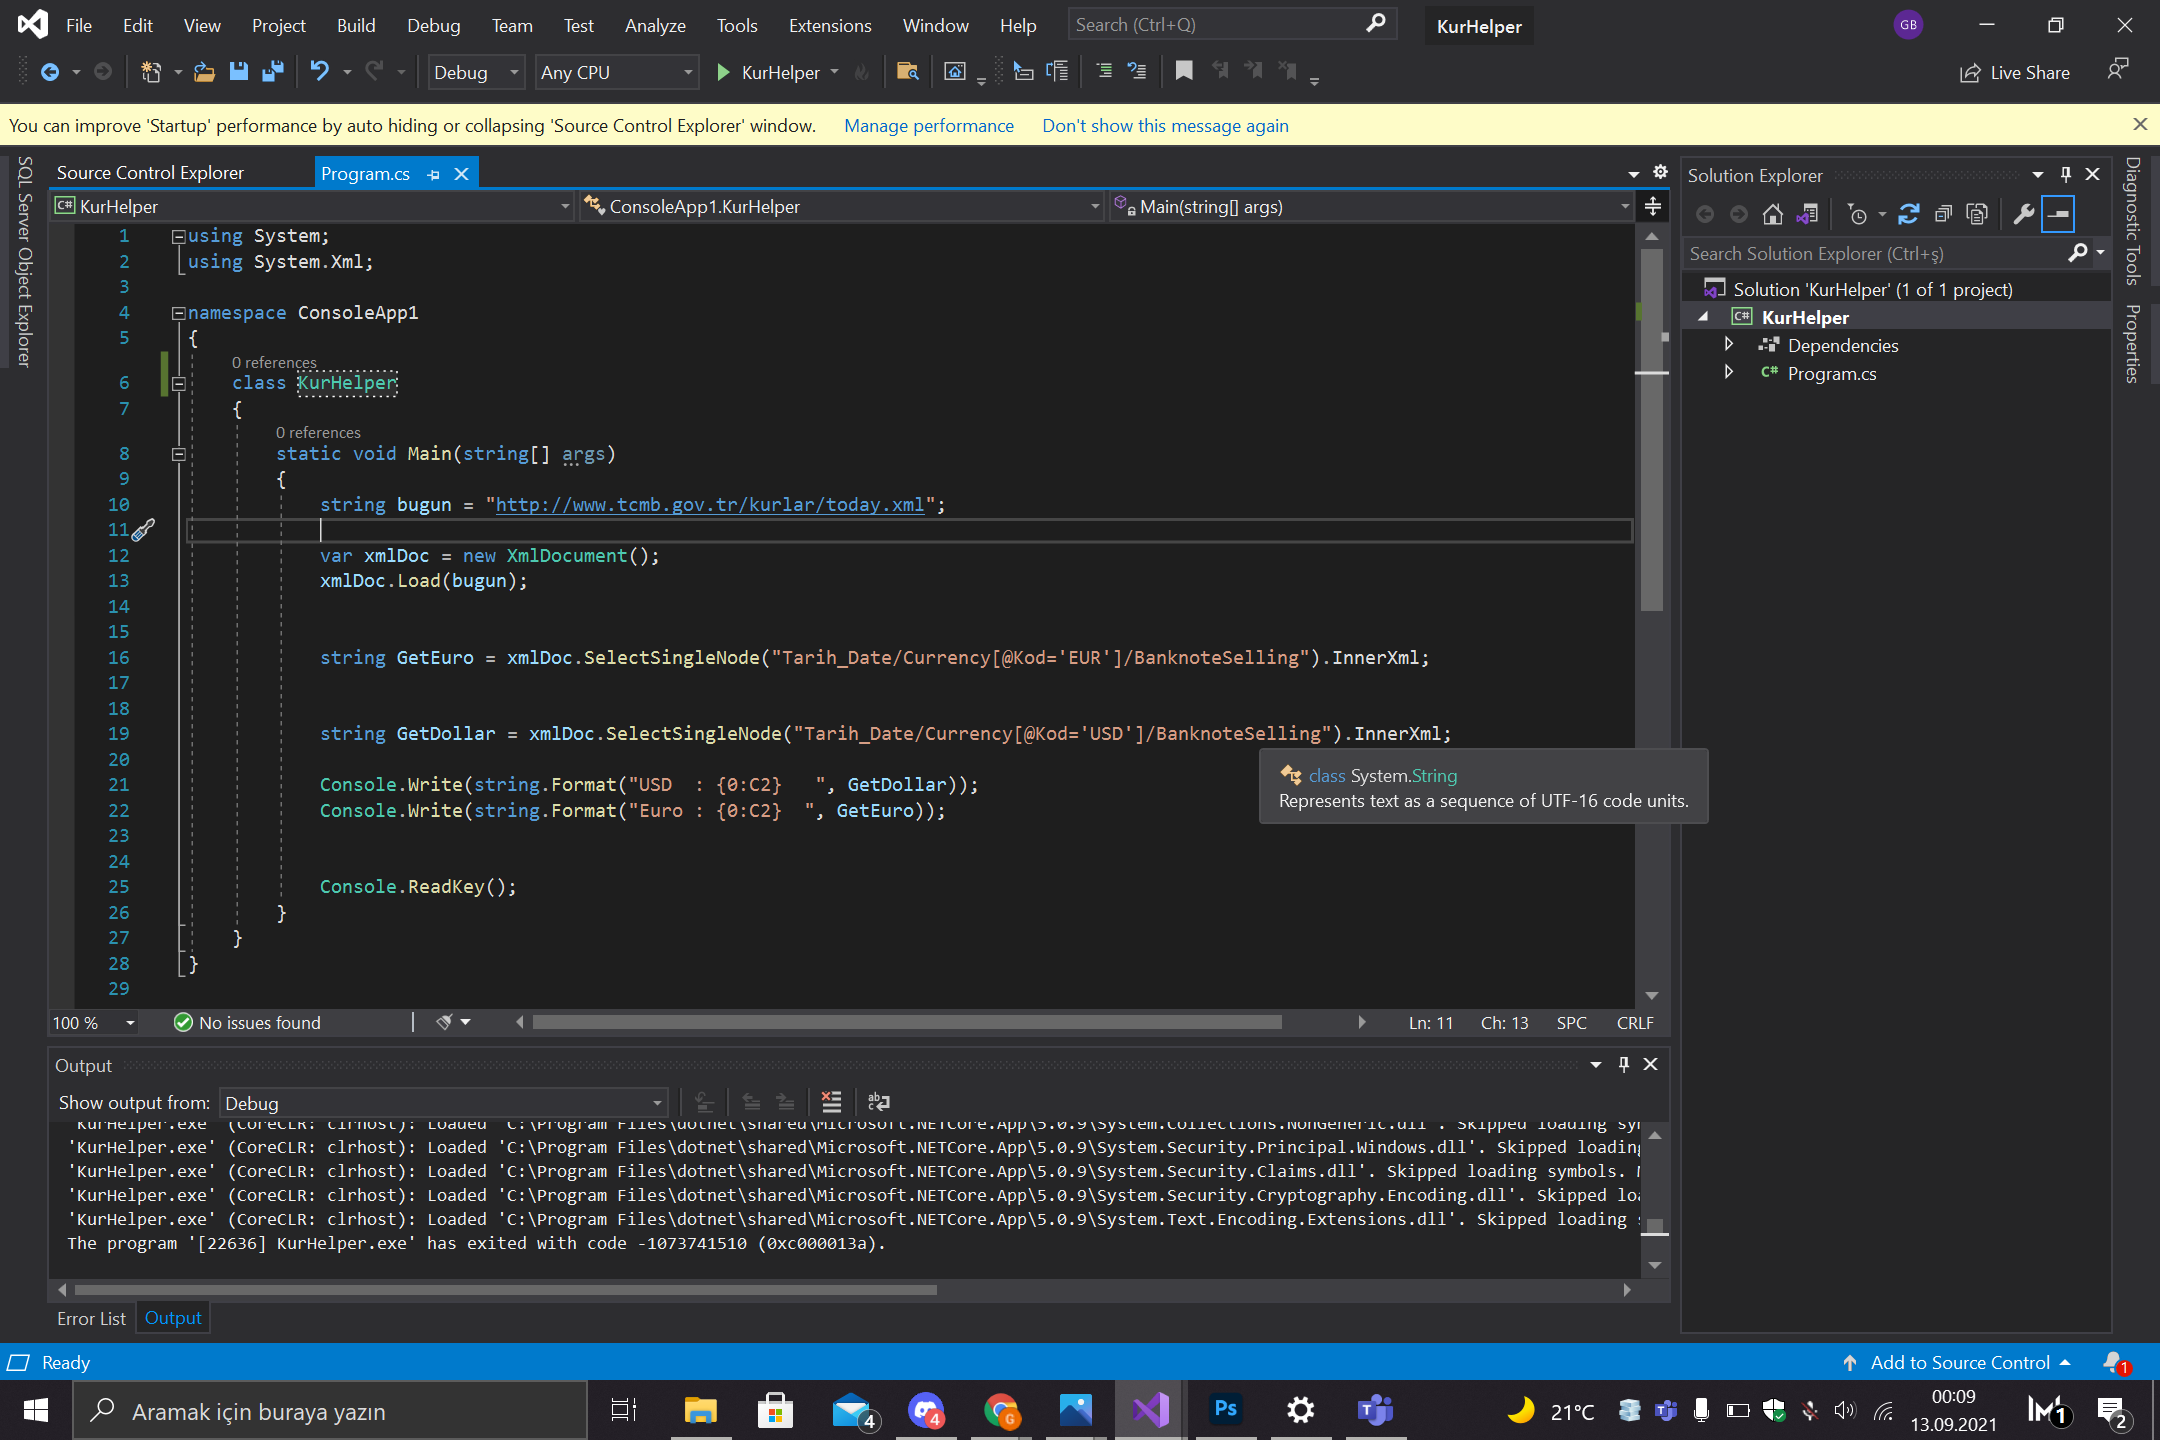 File Edit View Project Build Debug Team Test Analyze Tools Extensions Window Help Search (Ctrl+Q) KurHelper GB
Debug Any CPU KurHelper Live Share
You can improve 'Startup' performance by auto hiding or collapsing 'Source Control Explorer' window. Manage performance Don't show this message again
SQL Server Object Explorer
Source Control Explorer Program.cs
KurHelper ConsoleApp1.KurHelper Main(string[] args)
1 using System;
2 using System.Xml;
3
4 namespace ConsoleApp1
5 {
0 references
6 class KurHelper
7 {
0 references
8 static void Main(string[] args)
9 {
10 string bugun = "http://www.tcmb.gov.tr/kurlar/today.xml";
11
12 var xmlDoc = new XmlDocument();
13 xmlDoc.Load(bugun);
14
15
16 string GetEuro = xmlDoc.SelectSingleNode("Tarih_Date/Currency[@Kod='EUR']/BanknoteSelling").InnerXml;
17
18
19 string GetDollar = xmlDoc.SelectSingleNode("Tarih_Date/Currency[@Kod='USD']/BanknoteSelling").InnerXml;
20
21 Console.Write(string.Format("USD  : {0:C2}   ", GetDollar));
22 Console.Write(string.Format("Euro : {0:C2}  ", GetEuro));
23
24
25 Console.ReadKey();
26 }
27 }
28 }
29
class System.String
Represents text as a sequence of UTF-16 code units.
100 % No issues found Ln: 11 Ch: 13 SPC CRLF
Solution Explorer
Search Solution Explorer (Ctrl+ş)
Solution 'KurHelper' (1 of 1 project)
KurHelper
Dependencies
Program.cs
Diagnostic Tools
Properties
Output
Show output from: Debug
'KurHelper.exe' (CoreCLR: clrhost): Loaded 'C:\Program Files\dotnet\shared\Microsoft.NETCore.App\5.0.9\System.Collections.NonGeneric.dll'. Skipped loading sy
'KurHelper.exe' (CoreCLR: clrhost): Loaded 'C:\Program Files\dotnet\shared\Microsoft.NETCore.App\5.0.9\System.Security.Principal.Windows.dll'. Skipped loading
'KurHelper.exe' (CoreCLR: clrhost): Loaded 'C:\Program Files\dotnet\shared\Microsoft.NETCore.App\5.0.9\System.Security.Claims.dll'. Skipped loading symbols.
'KurHelper.exe' (CoreCLR: clrhost): Loaded 'C:\Program Files\dotnet\shared\Microsoft.NETCore.App\5.0.9\System.Security.Cryptography.Encoding.dll'. Skipped lo
'KurHelper.exe' (CoreCLR: clrhost): Loaded 'C:\Program Files\dotnet\shared\Microsoft.NETCore.App\5.0.9\System.Text.Encoding.Extensions.dll'. Skipped loading
The program '[22636] KurHelper.exe' has exited with code -1073741510 (0xc000013a).
Error List Output
Ready Add to Source Control 1
Aramak için buraya yazın 4 4 G Ps 21°C 00:09 1 2
13.09.2021